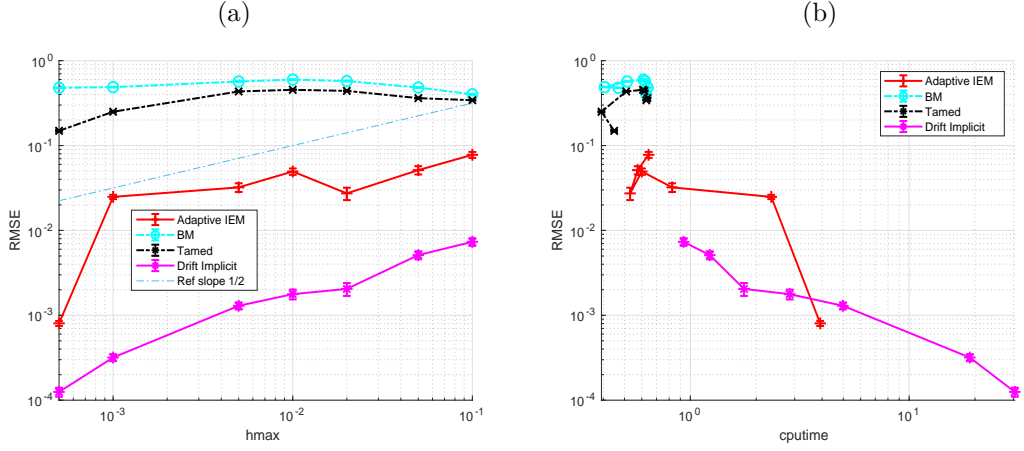 (a)
(b)
10^0
10^-1
10^-2
10^-3
10^-4
RMSE
10^-3
10^-2
10^-1
hmax
Adaptive IEM
BM
Tamed
Drift Implicit
Ref slope 1/2
10^0
10^-1
10^-2
10^-3
10^-4
RMSE
10^0
10^1
cputime
Adaptive IEM
BM
Tamed
Drift Implicit